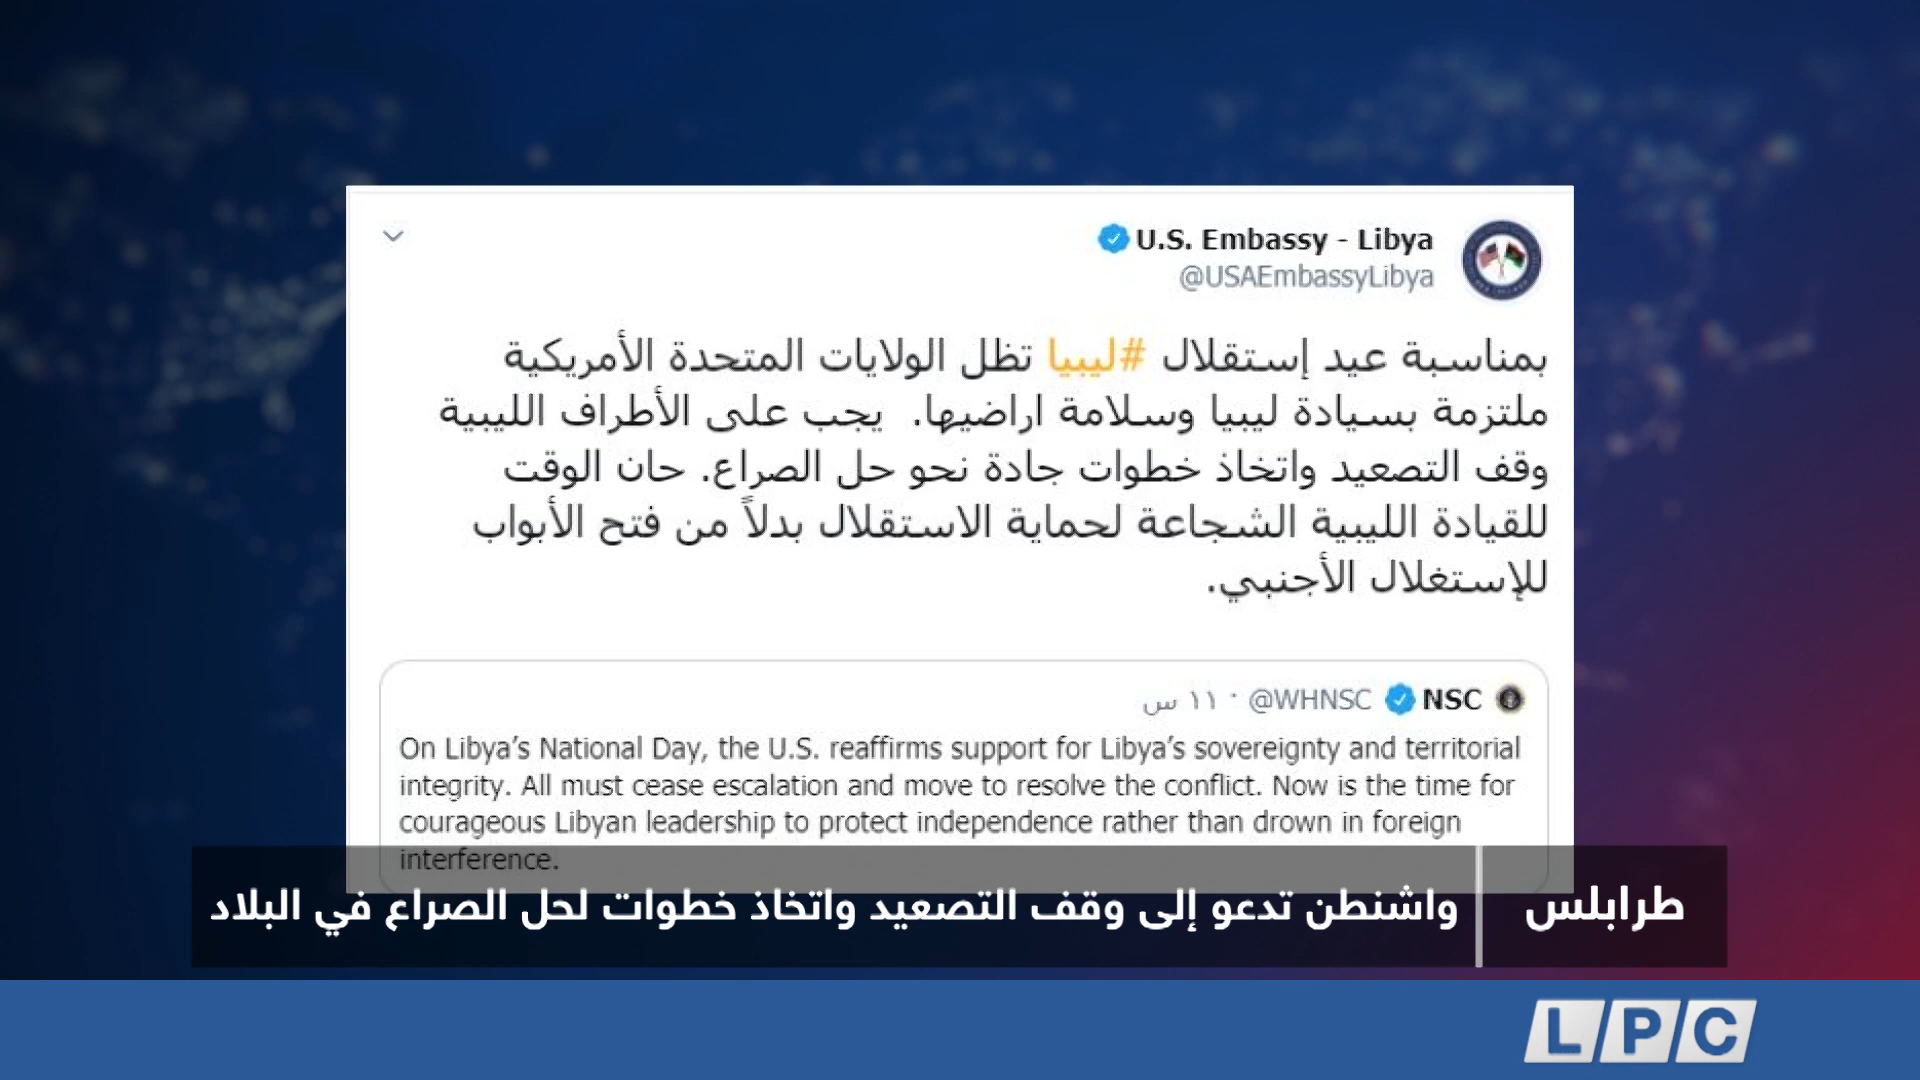 U.S. Embassy - Libya
@USAEmbassyLibya
بمناسبة عيد إستقلال #ليبيا تظل الولايات المتحدة الأمريكية
ملتزمة بسيادة ليبيا وسلامة اراضيها. يجب على الأطراف الليبية
وقف التصعيد واتخاذ خطوات جادة نحو حل الصراع. حان الوقت
للقيادة الليبية الشجاعة لحماية الاستقلال بدلاً من فتح الأبواب
للإستغلال الأجنبي.
NSC @WHNSC · ١١ س
On Libya's National Day, the U.S. reaffirms support for Libya's sovereignty and territorial
integrity. All must cease escalation and move to resolve the conflict. Now is the time for
courageous Libyan leadership to protect independence rather than drown in foreign
interference.
طرابلس
واشنطن تدعو إلى وقف التصعيد واتخاذ خطوات لحل الصراع في البلاد
LPC